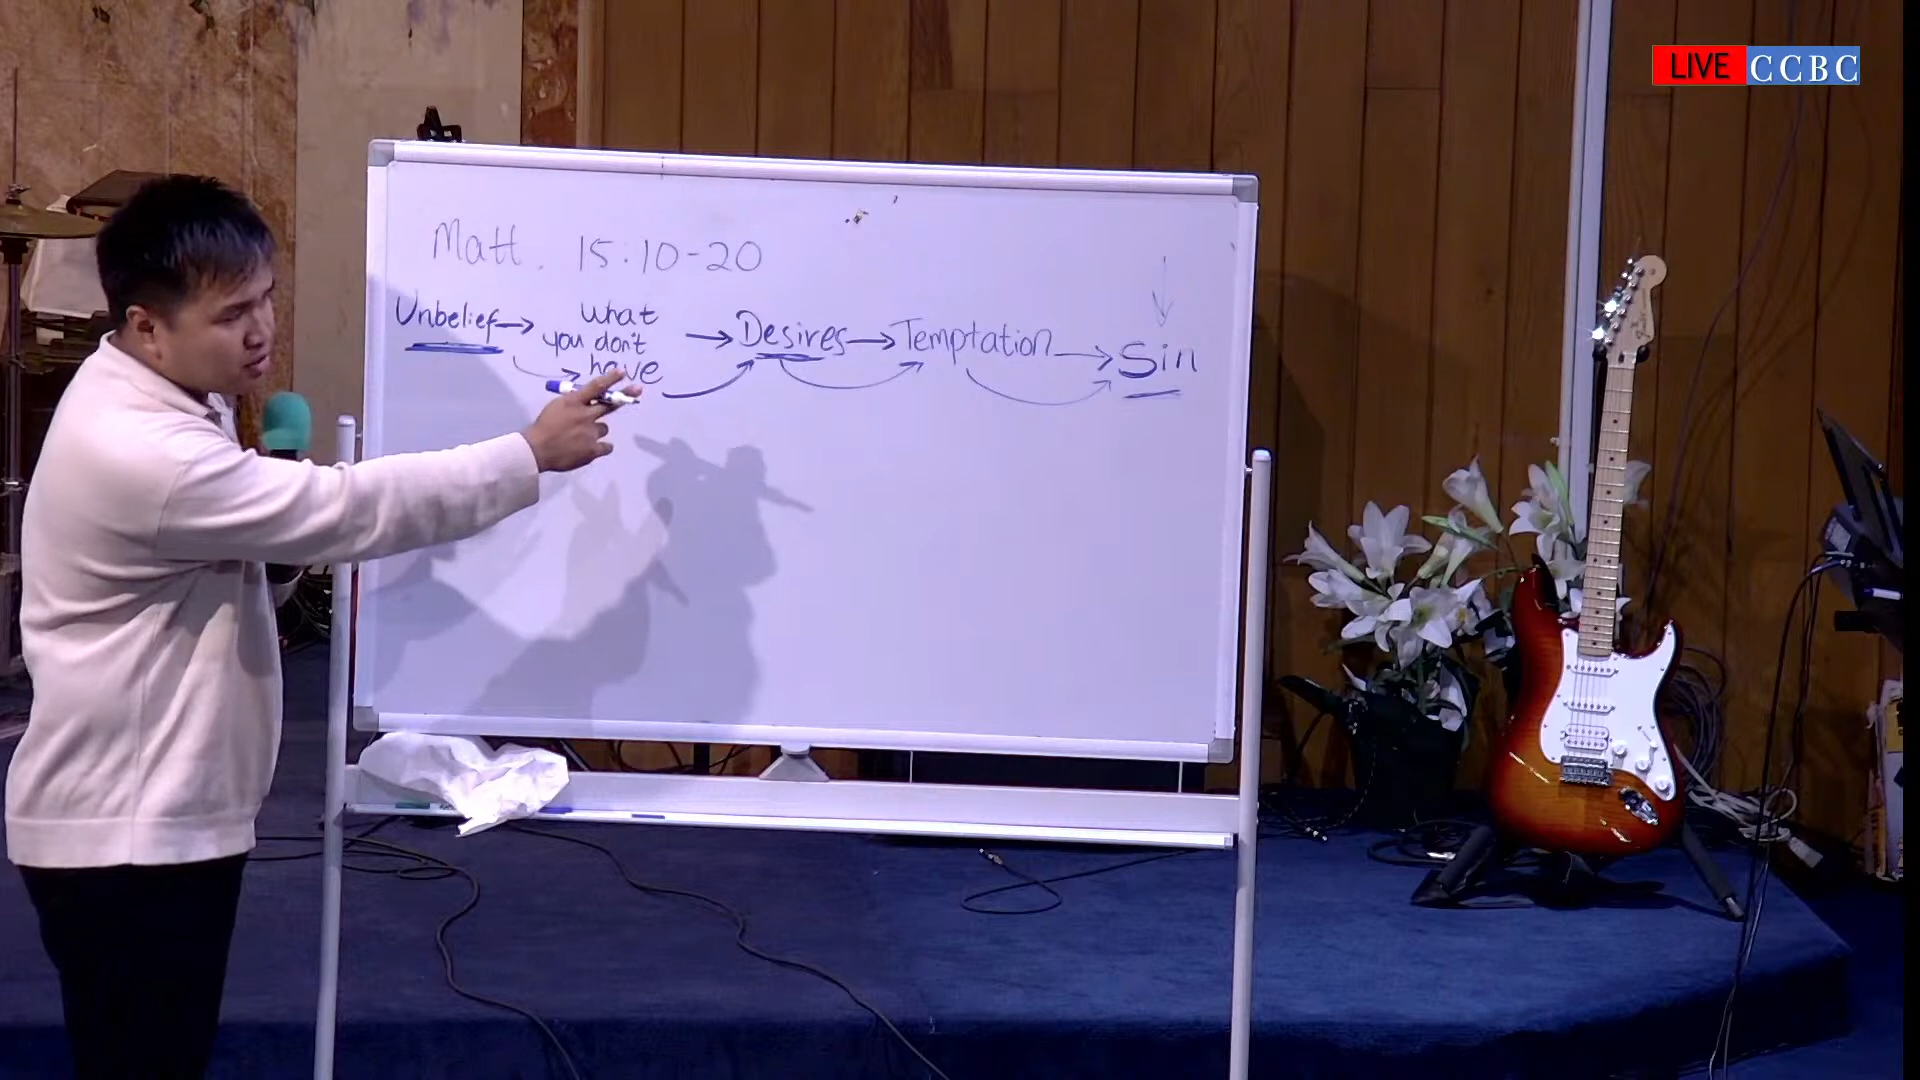 LIVE CCBC
Matt. 15:10-20
Unbelief → what you don't have → Desires → Temptation → Sin